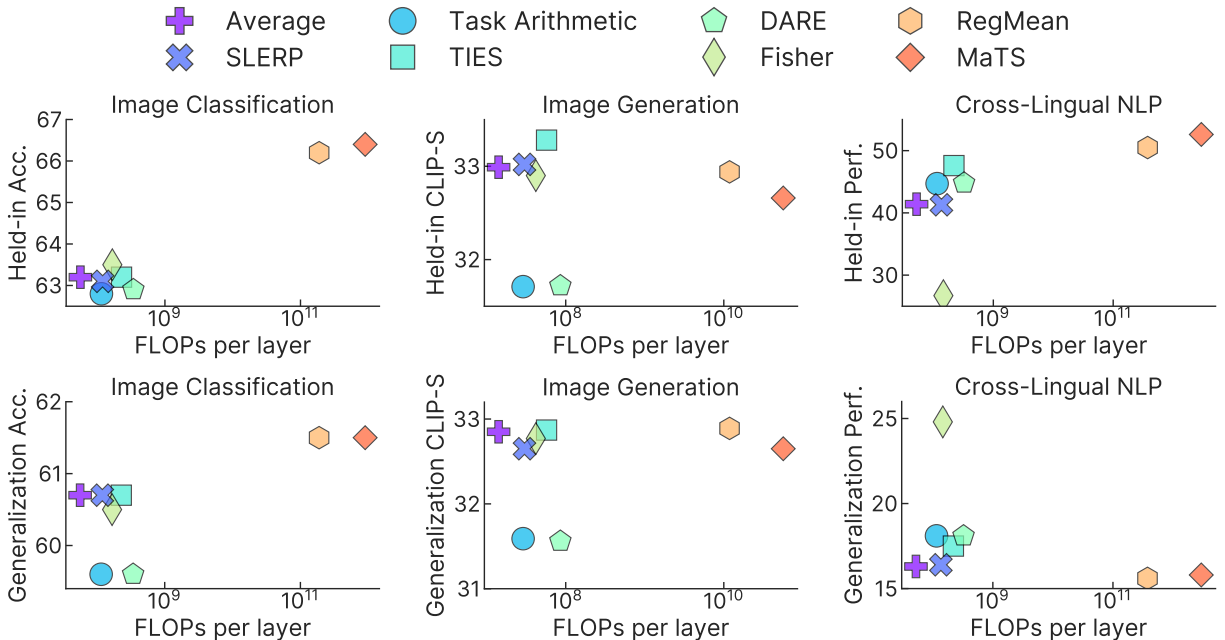 Average Task Arithmetic DARE RegMean
SLERP TIES Fisher MaTS
Image Classification
Held-in Acc.
67
66
65
64
63
10⁹ 10¹¹
FLOPs per layer
Image Generation
Held-in CLIP-S
33
32
10⁸ 10¹⁰
FLOPs per layer
Cross-Lingual NLP
Held-in Perf.
50
40
30
10⁹ 10¹¹
FLOPs per layer
Image Classification
Generalization Acc.
62
61
60
10⁹ 10¹¹
FLOPs per layer
Image Generation
Generalization CLIP-S
33
32
31
10⁸ 10¹⁰
FLOPs per layer
Cross-Lingual NLP
Generalization Perf.
25
20
15
10⁹ 10¹¹
FLOPs per layer